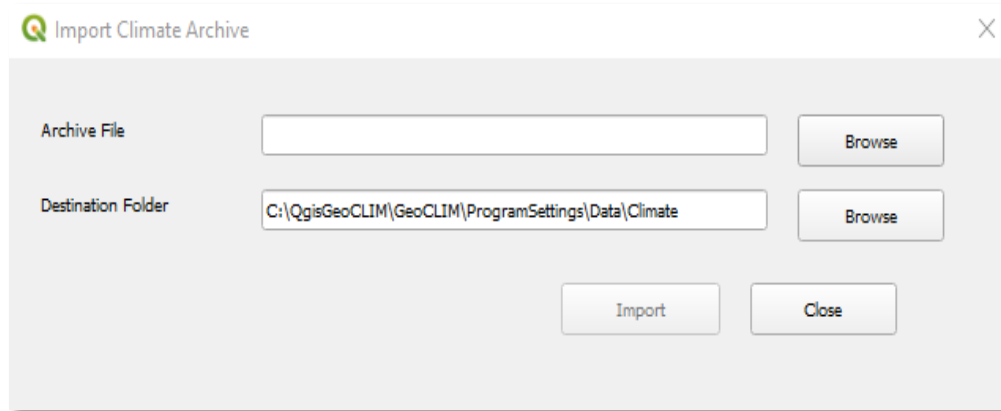 Import Climate Archive
Archive File
Browse
Destination Folder
C:\QgisGeoCLIM\GeoCLIM\ProgramSettings\Data\Climate
Browse
Import
Close